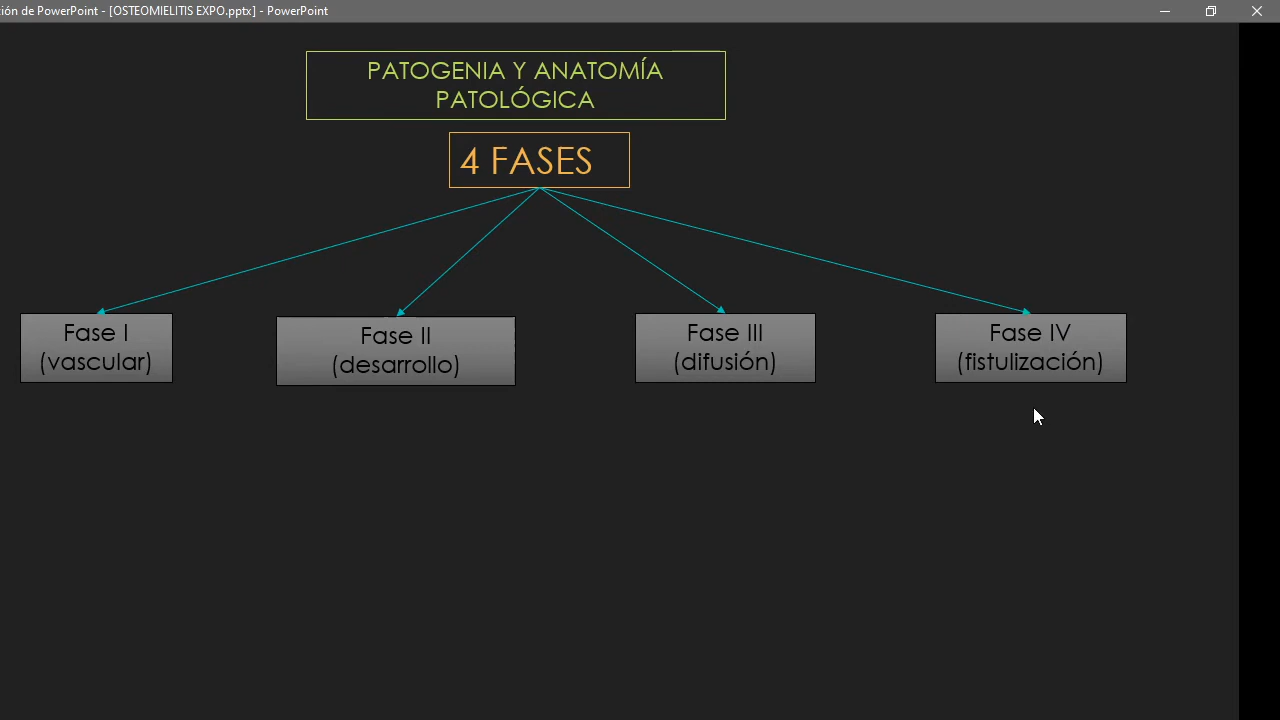 ción de PowerPoint - [OSTEOMIELITIS EXPO.pptx] - PowerPoint
PATOGENIA Y ANATOMÍA
PATOLÓGICA
4 FASES
Fase I
(vascular)
Fase II
(desarrollo)
Fase III
(difusión)
Fase IV
(fistulización)